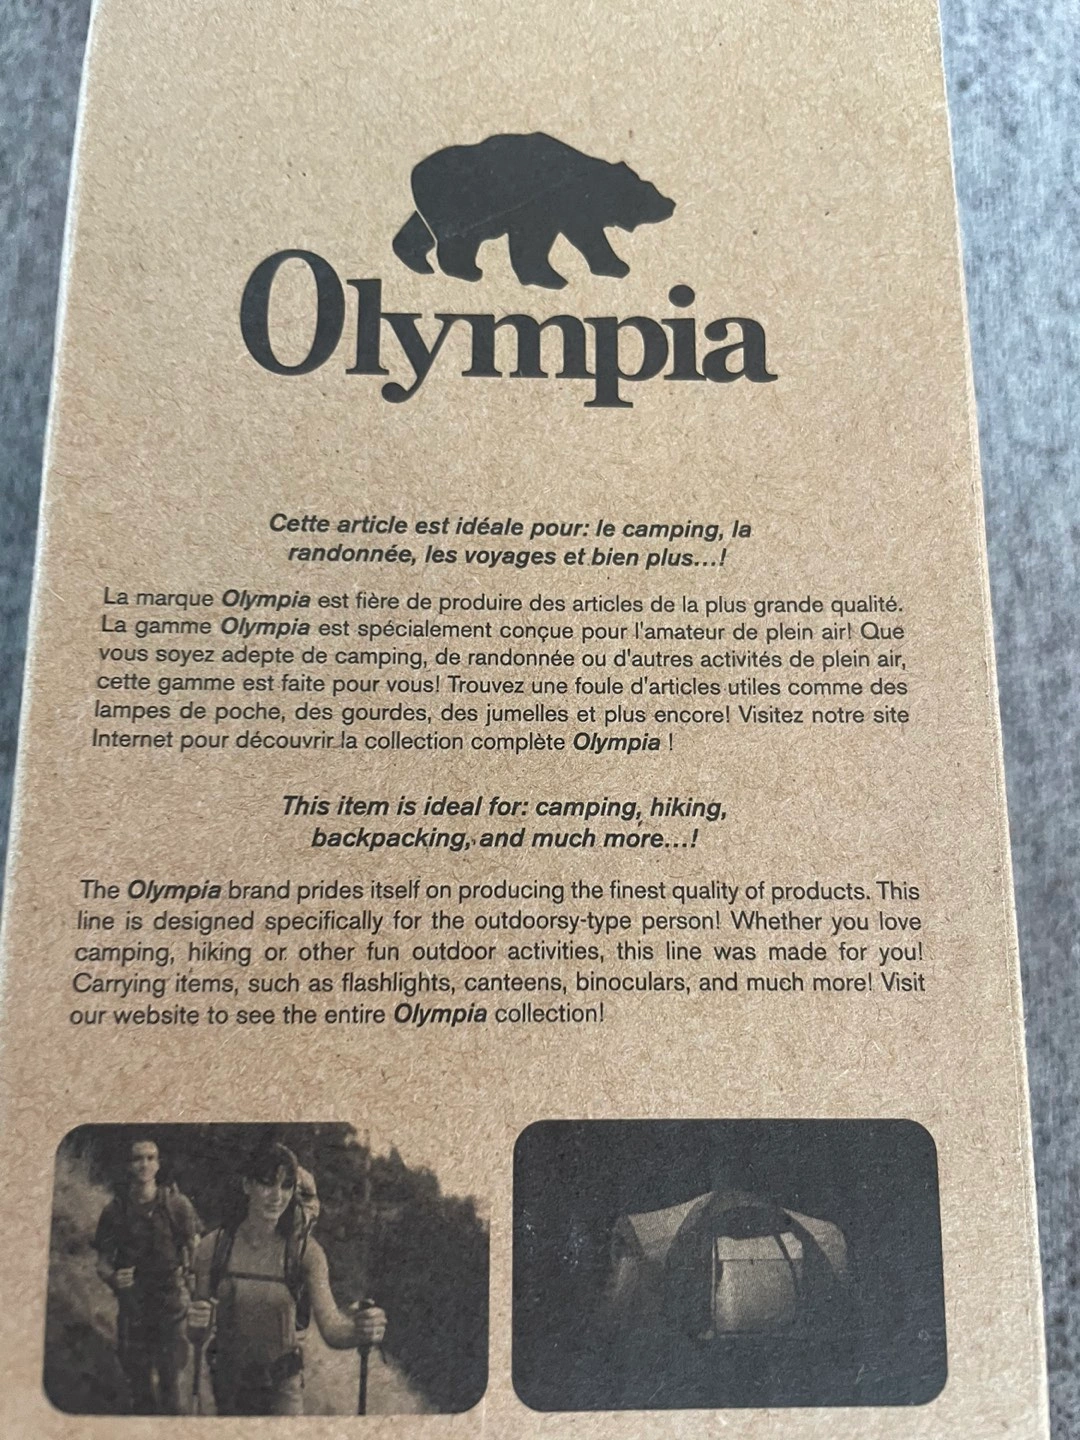 Olympia
Cette article est idéale pour: le camping, la
randonnée, les voyages et bien plus...!
La marque Olympia est fière de produire des articles de la plus grande qualité.
La gamme Olympia est spécialement conçue pour l'amateur de plein air! Que
vous soyez adepte de camping, de randonnée ou d'autres activités de plein air,
cette gamme est faite pour vous! Trouvez une foule d'articles utiles comme des
lampes de poche, des gourdes, des jumelles et plus encore! Visitez notre site
Internet pour découvrir la collection complète Olympia !
This item is ideal for: camping, hiking,
backpacking, and much more...!
The Olympia brand prides itself on producing the finest quality of products. This
line is designed specifically for the outdoorsy-type person! Whether you love
camping, hiking or other fun outdoor activities, this line was made for you!
Carrying items, such as flashlights, canteens, binoculars, and much more! Visit
our website to see the entire Olympia collection!